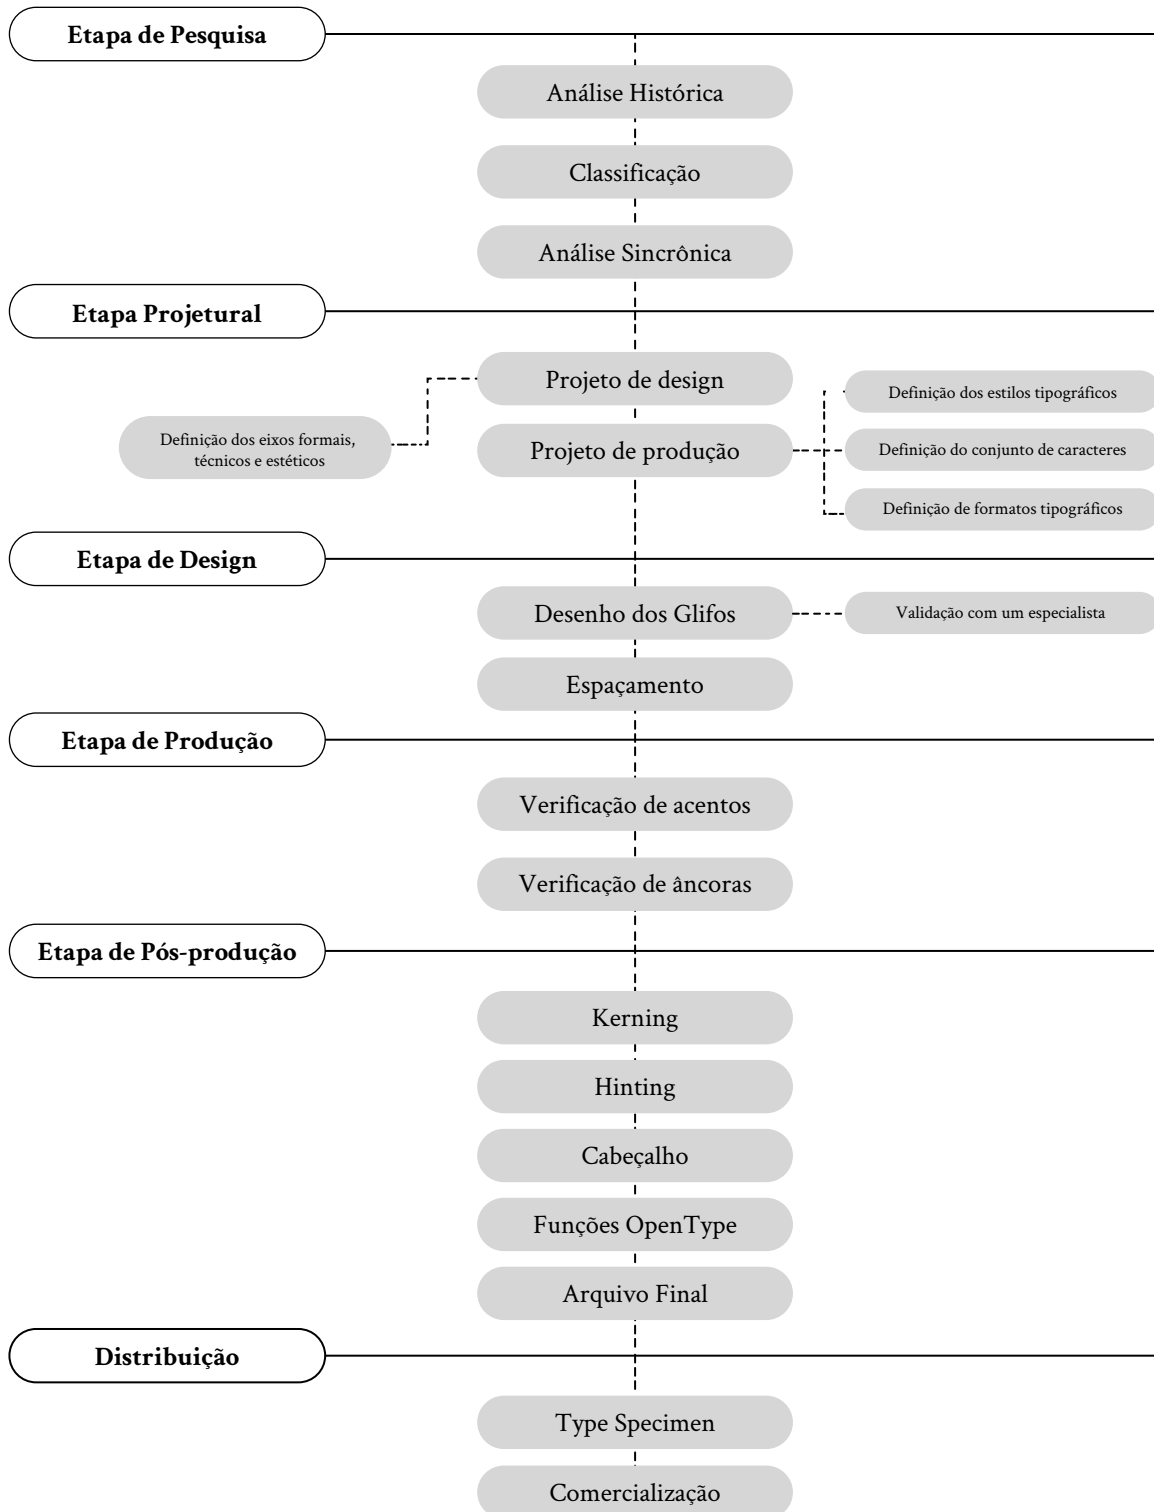 Etapa de Pesquisa
Análise Histórica
Classificação
Análise Sincrônica
Etapa Projetural
Projeto de design
Definição dos eixos formais,
técnicos e estéticos
Projeto de produção
Definição dos estilos tipográficos
Definição do conjunto de caracteres
Definição de formatos tipográficos
Etapa de Design
Desenho dos Glifos
Validação com um especialista
Espaçamento
Etapa de Produção
Verificação de acentos
Verificação de âncoras
Etapa de Pós-produção
Kerning
Hinting
Cabeçalho
Funções OpenType
Arquivo Final
Distribuição
Type Specimen
Comercialização